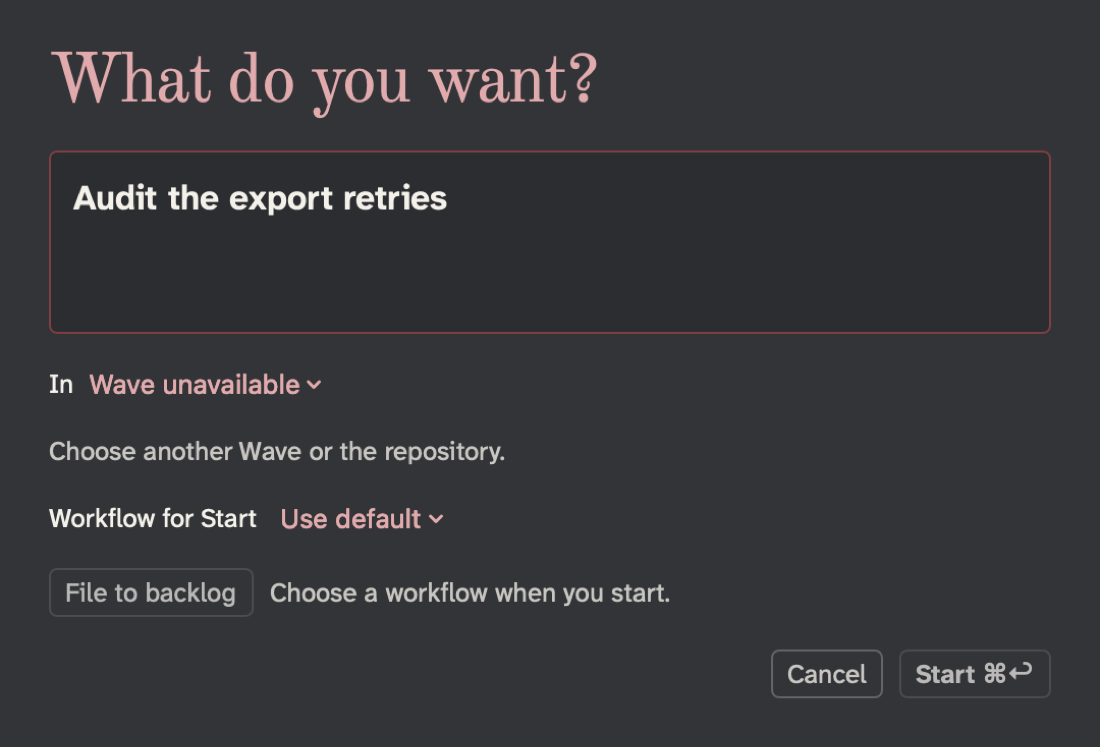 What do you want?
Audit the export retries
In Wave unavailable
Choose another Wave or the repository.
Workflow for Start Use default
File to backlog Choose a workflow when you start.
Cancel Start ⌘↩